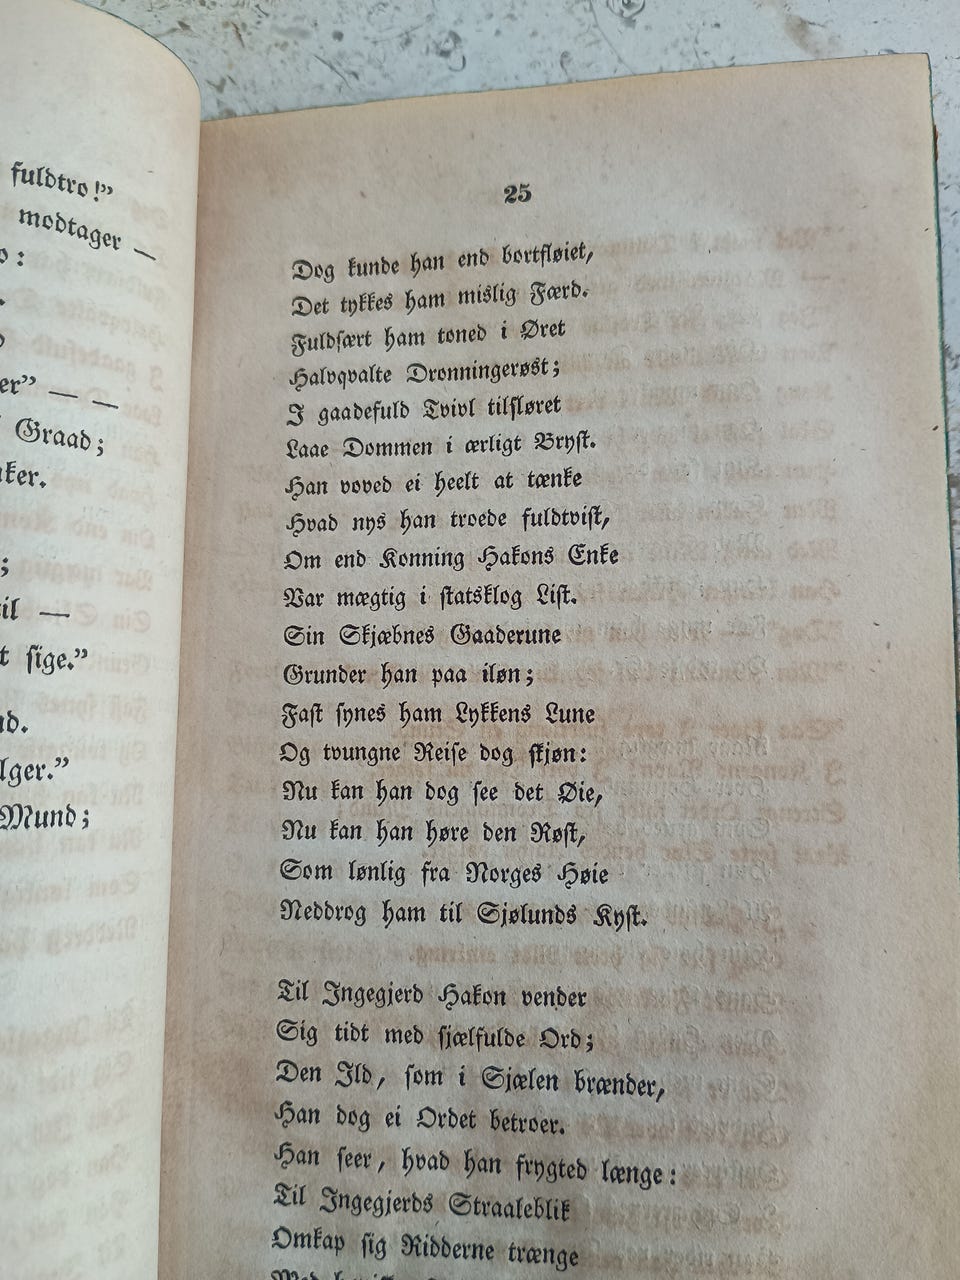 fuldtro!”
modtager —
o:
er” — —
Graad;
ker.
;
il —
t sige.”
nd.
lger.”
Mund;
25
Dog kunde han end bortfløiet,
Det tykkes ham mislig Færd.
Fuldsært ham toned i Øret
Halvqvalte Dronningerøst;
I gaadefuld Tvivl tilsløret
Laae Dommen i ærligt Bryst.
Han voved ei heelt at tænke
Hvad nys han troede fuldtvist,
Om end Konning Hakons Enke
Var mægtig i statsklog List.
Sin Skjæbnes Gaaderune
Grunder han paa iløn;
Fast synes ham Lykkens Lune
Og tvungne Reise dog skjøn:
Nu kan han dog see det Øie,
Nu kan han høre den Røst,
Som lønlig fra Norges Høie
Neddrog ham til Sjølunds Kyst.
Til Ingegjerd Hakon vender
Sig tidt med sjælfulde Ord;
Den Ild, som i Sjælen brænder,
Han dog ei Ordet betroer.
Han seer, hvad han frygted længe:
Til Ingegjerds Straaleblik
Omkap sig Ridderne trænge